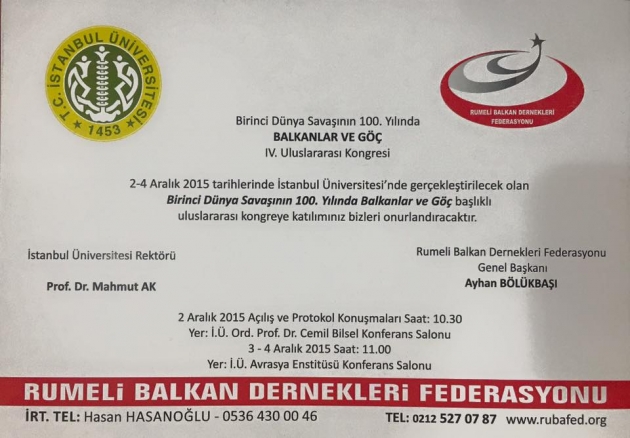 T.C. İSTANBUL ÜNİVERSİTESİ
★ 1453 ★
RUMELİ BALKAN DERNEKLERİ
FEDERASYONU
Birinci Dünya Savaşının 100. Yılında
BALKANLAR VE GÖÇ
IV. Uluslararası Kongresi
2-4 Aralık 2015 tarihlerinde İstanbul Üniversitesi'nde gerçekleştirilecek olan
Birinci Dünya Savaşının 100. Yılında Balkanlar ve Göç başlıklı
uluslararası kongreye katılımınız bizleri onurlandıracaktır.
İstanbul Üniversitesi Rektörü
Prof. Dr. Mahmut AK
Rumeli Balkan Dernekleri Federasyonu
Genel Başkanı
Ayhan BÖLÜKBAŞI
2 Aralık 2015 Açılış ve Protokol Konuşmaları Saat: 10.30
Yer: İ.Ü. Ord. Prof. Dr. Cemil Bilsel Konferans Salonu
3 - 4 Aralık 2015 Saat: 11.00
Yer: İ.Ü. Avrasya Enstitüsü Konferans Salonu
RUMELi BALKAN DERNEKLERi FEDERASYONU
İRT. TEL: Hasan HASANOĞLU - 0536 430 00 46
TEL: 0212 527 07 87 www.rubafed.org